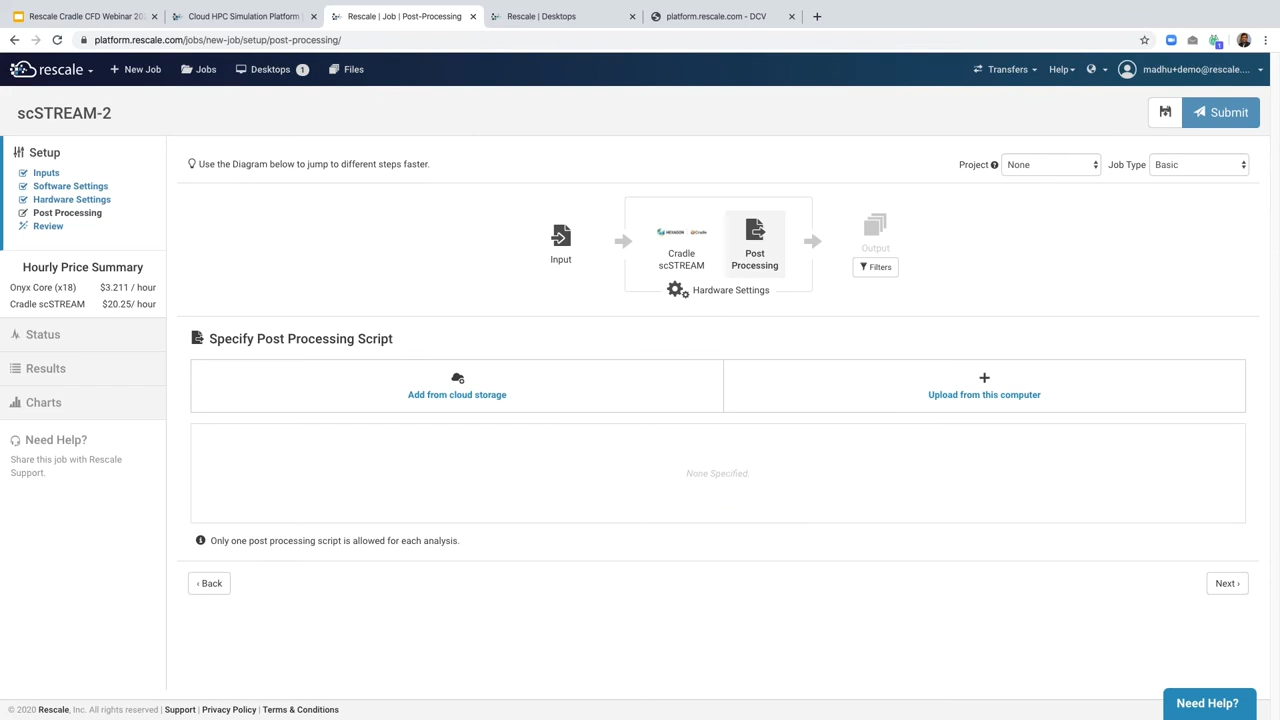 Rescale Cradle CFD Webinar 202
Cloud HPC Simulation Platform
Rescale | Job | Post-Processing
Rescale | Desktops
platform.rescale.com - DCV
platform.rescale.com/jobs/new-job/setup/post-processing/
1
rescale
New Job
Jobs
Desktops 1
Files
Transfers
Help
madhu+demo@rescale....
scSTREAM-2
Submit
Setup
Inputs
Software Settings
Hardware Settings
Post Processing
Review
Hourly Price Summary
Onyx Core (x18) $3.211 / hour
Cradle scSTREAM $20.25/ hour
Status
Results
Charts
Need Help?
Share this job with Rescale
Support.
Use the Diagram below to jump to different steps faster.
Project None
Job Type Basic
Input
HEXAGON | Cradle
Cradle
scSTREAM
Post
Processing
Hardware Settings
Output
Filters
Specify Post Processing Script
Add from cloud storage
Upload from this computer
None Specified.
Only one post processing script is allowed for each analysis.
‹ Back
Next ›
© 2020 Rescale, Inc. All rights reserved | Support | Privacy Policy | Terms & Conditions
Need Help?